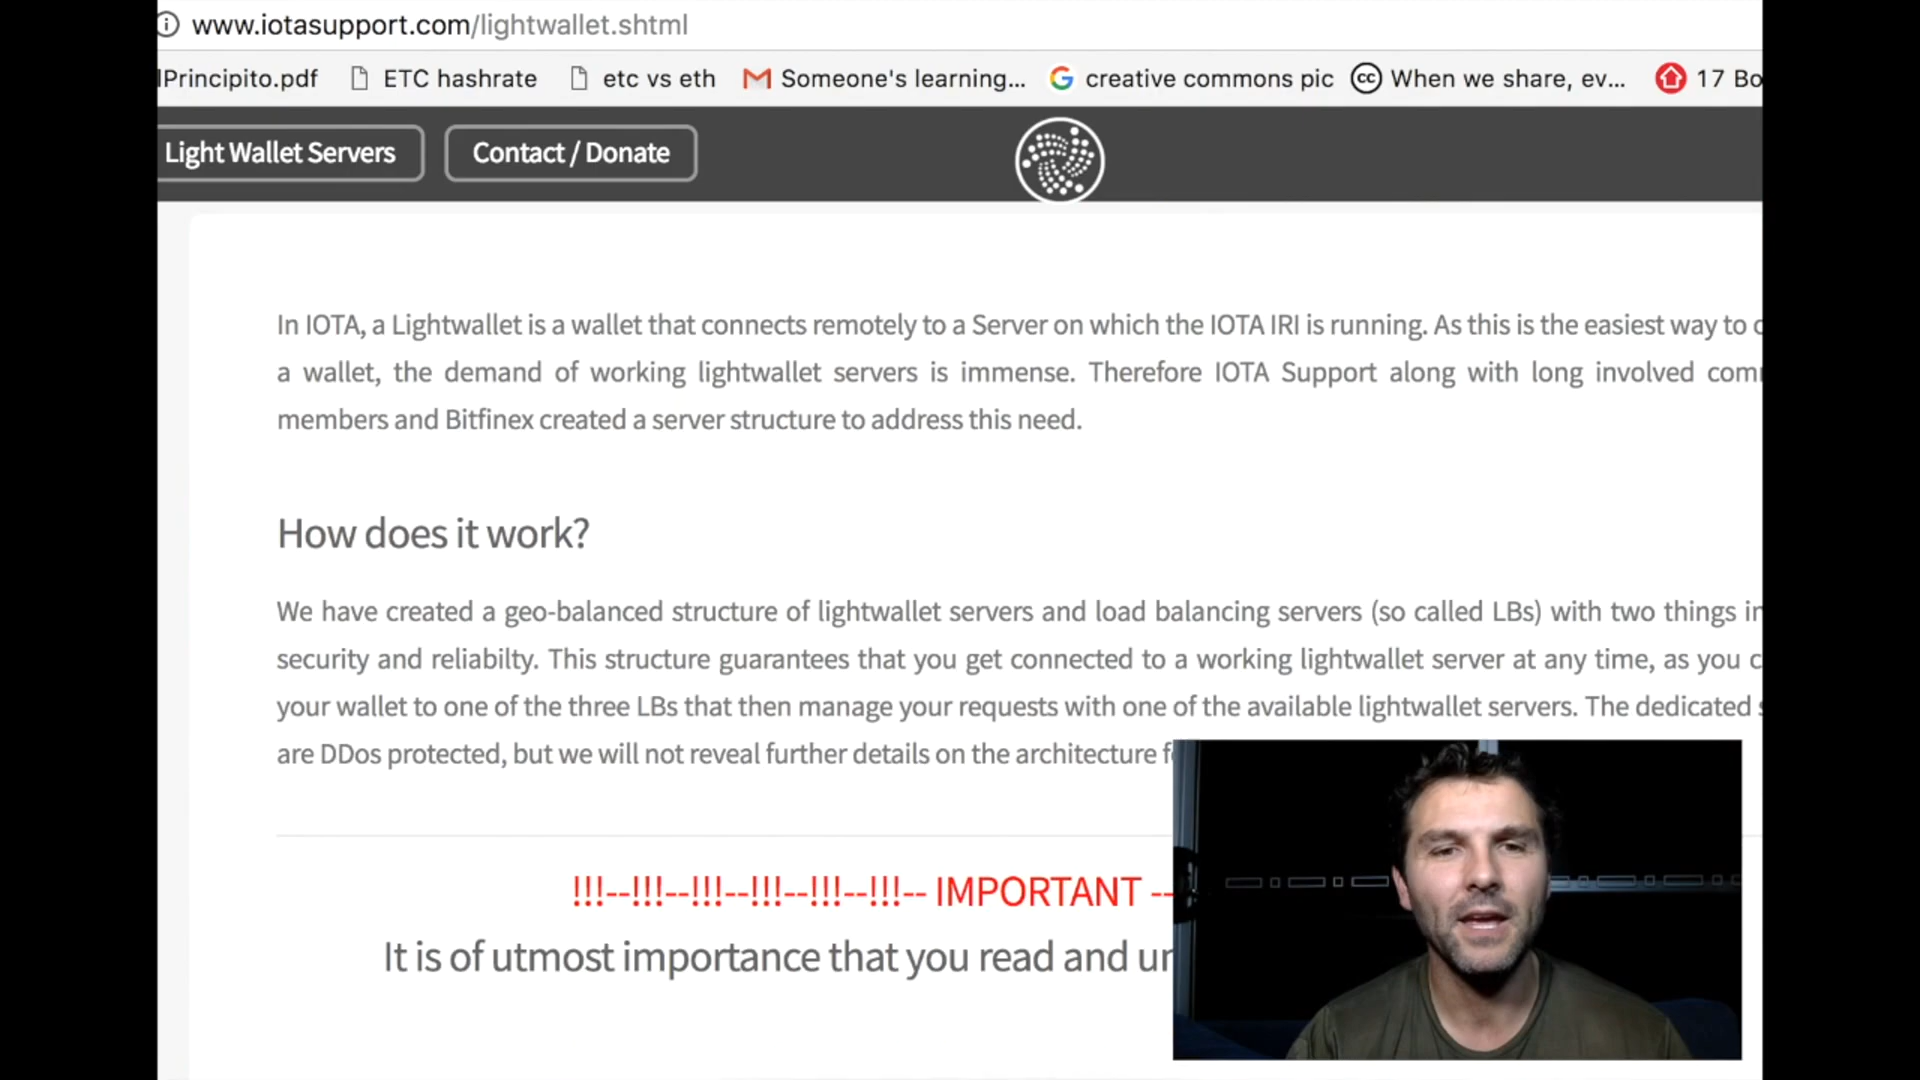 www.iotasupport.com/lightwallet.shtml
Principito.pdf ETC hashrate etc vs eth Someone's learning... creative commons pic When we share, ev... 17 Bo
Light Wallet Servers Contact / Donate
In IOTA, a Lightwallet is a wallet that connects remotely to a Server on which the IOTA IRI is running. As this is the easiest way to
a wallet, the demand of working lightwallet servers is immense. Therefore IOTA Support along with long involved com
members and Bitfinex created a server structure to address this need.
How does it work?
We have created a geo-balanced structure of lightwallet servers and load balancing servers (so called LBs) with two things in
security and reliabilty. This structure guarantees that you get connected to a working lightwallet server at any time, as you c
your wallet to one of the three LBs that then manage your requests with one of the available lightwallet servers. The dedicated s
are DDos protected, but we will not reveal further details on the architecture f
!!!--!!!--!!!--!!!--!!!--!!!-- IMPORTANT --
It is of utmost importance that you read and un